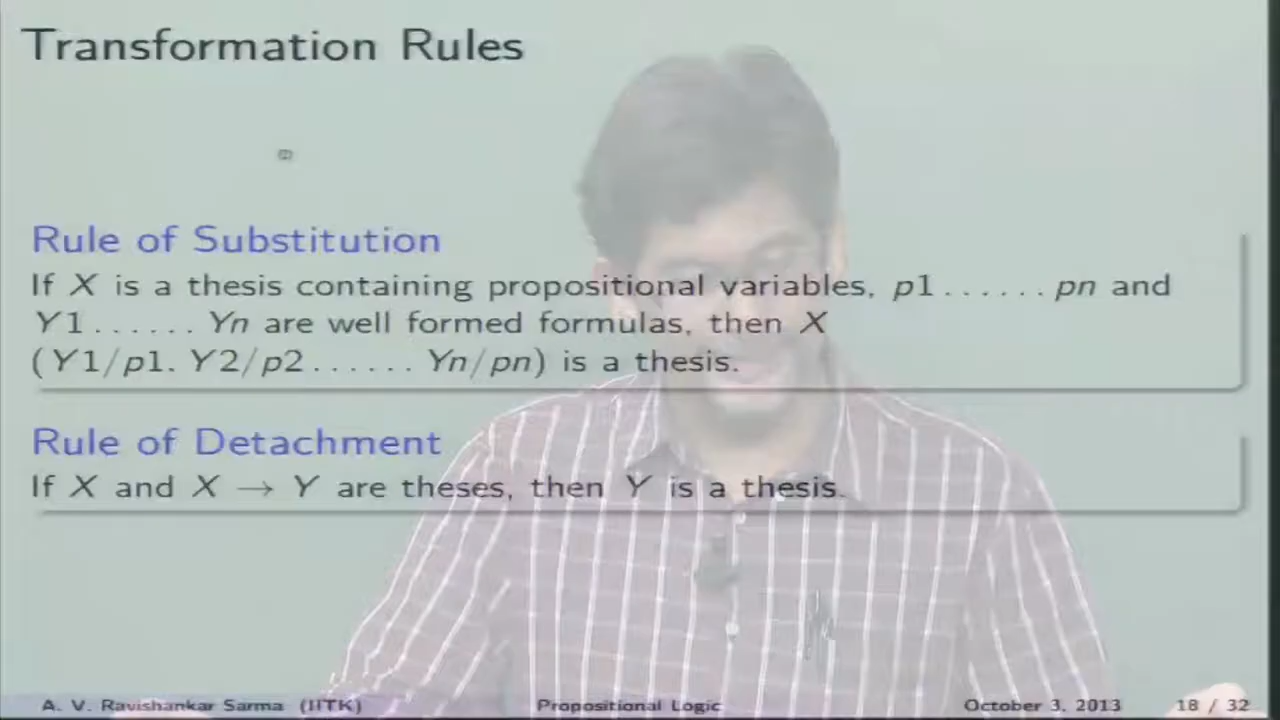 Transformation Rules
Rule of Substitution
If X is a thesis containing propositional variables, p1......pn and
Y1...... Yn are well formed formulas, then X
(Y1/p1. Y2/p2...... Yn/pn) is a thesis.
Rule of Detachment
If X and X → Y are theses, then Y is a thesis.
A. V. Ravishankar Sarma (IITK) Propositional Logic October 3, 2013 18 / 32